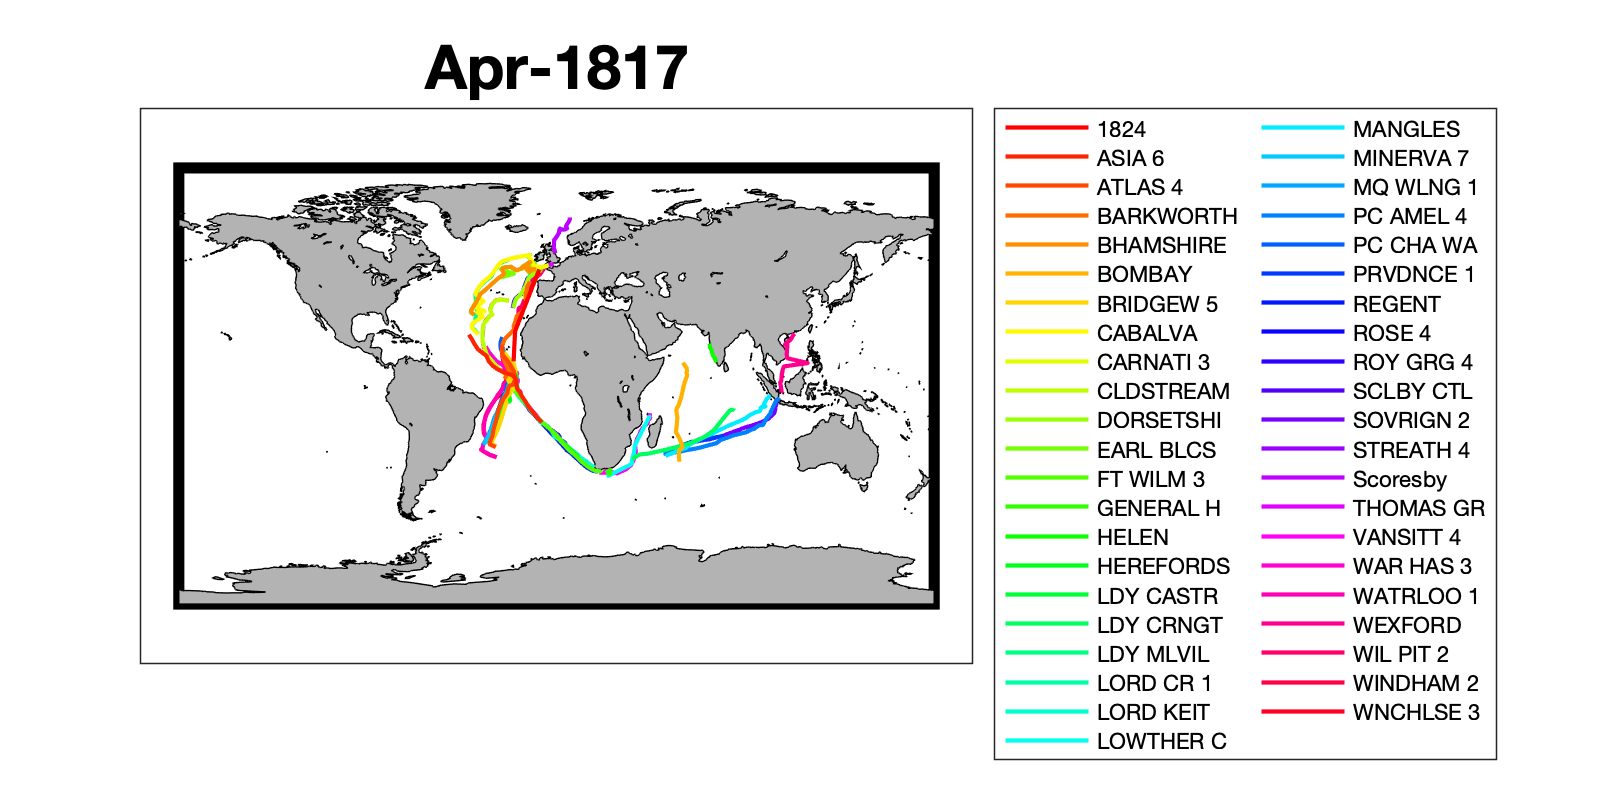 Apr-1817
1824
ASIA 6
ATLAS 4
BARKWORTH
BHAMSHIRE
BOMBAY
BRIDGEW 5
CABALVA
CARNATI 3
CLDSTREAM
DORSETSHI
EARL BLCS
FT WILM 3
GENERAL H
HELEN
HEREFORDS
LDY CASTR
LDY CRNGT
LDY MLVIL
LORD CR 1
LORD KEIT
LOWTHER C
MANGLES
MINERVA 7
MQ WLNG 1
PC AMEL 4
PC CHA WA
PRVDNCE 1
REGENT
ROSE 4
ROY GRG 4
SCLBY CTL
SOVRIGN 2
STREATH 4
Scoresby
THOMAS GR
VANSITT 4
WAR HAS 3
WATRLOO 1
WEXFORD
WIL PIT 2
WINDHAM 2
WNCHLSE 3